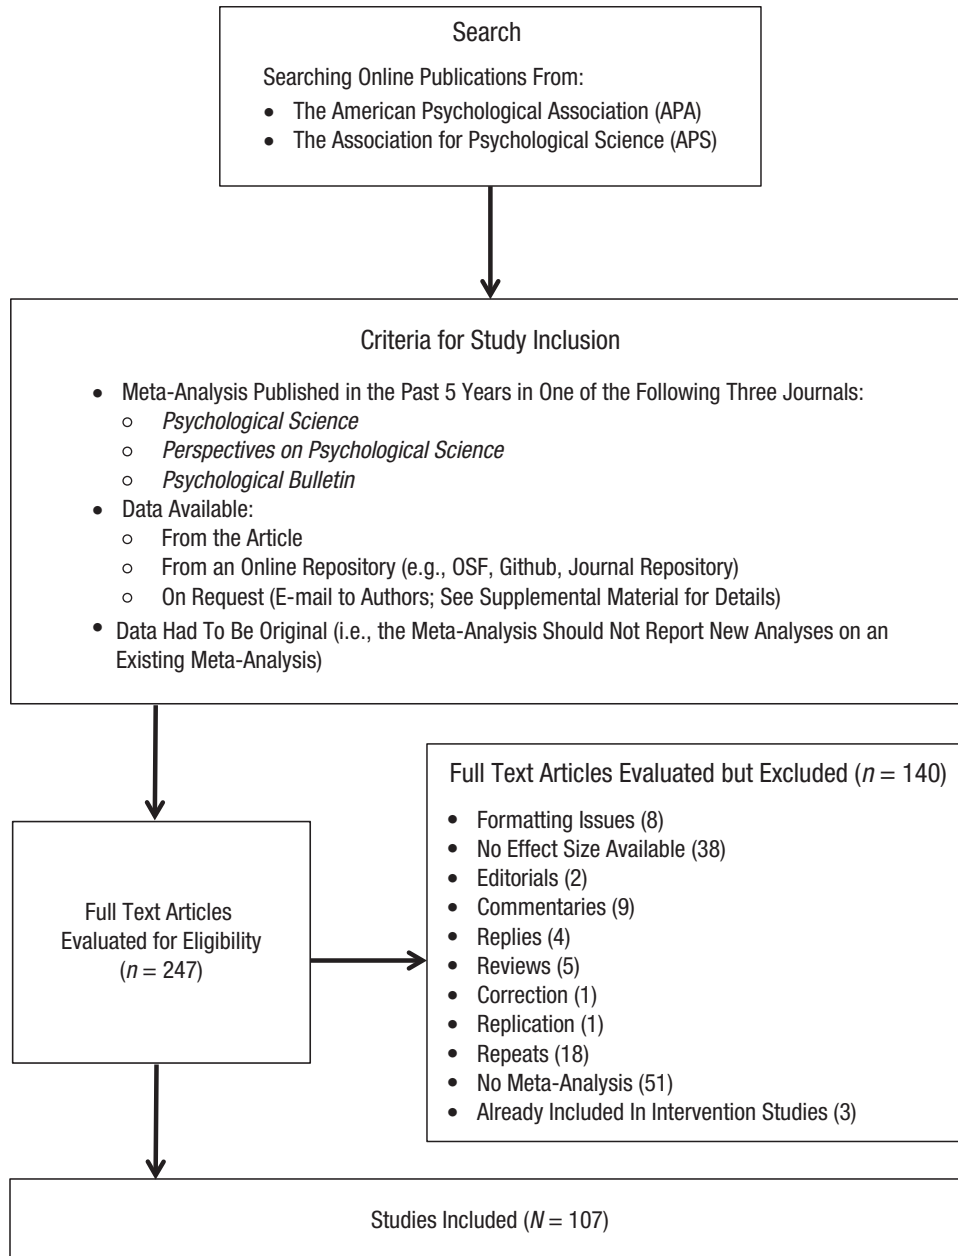 Search
Searching Online Publications From:
• The American Psychological Association (APA)
• The Association for Psychological Science (APS)
Criteria for Study Inclusion
• Meta-Analysis Published in the Past 5 Years in One of the Following Three Journals:
○ Psychological Science
○ Perspectives on Psychological Science
○ Psychological Bulletin
• Data Available:
○ From the Article
○ From an Online Repository (e.g., OSF, Github, Journal Repository)
○ On Request (E-mail to Authors; See Supplemental Material for Details)
• Data Had To Be Original (i.e., the Meta-Analysis Should Not Report New Analyses on an
Existing Meta-Analysis)
Full Text Articles
Evaluated for Eligibility
(n = 247)
Full Text Articles Evaluated but Excluded (n = 140)
• Formatting Issues (8)
• No Effect Size Available (38)
• Editorials (2)
• Commentaries (9)
• Replies (4)
• Reviews (5)
• Correction (1)
• Replication (1)
• Repeats (18)
• No Meta-Analysis (51)
• Already Included In Intervention Studies (3)
Studies Included (N = 107)